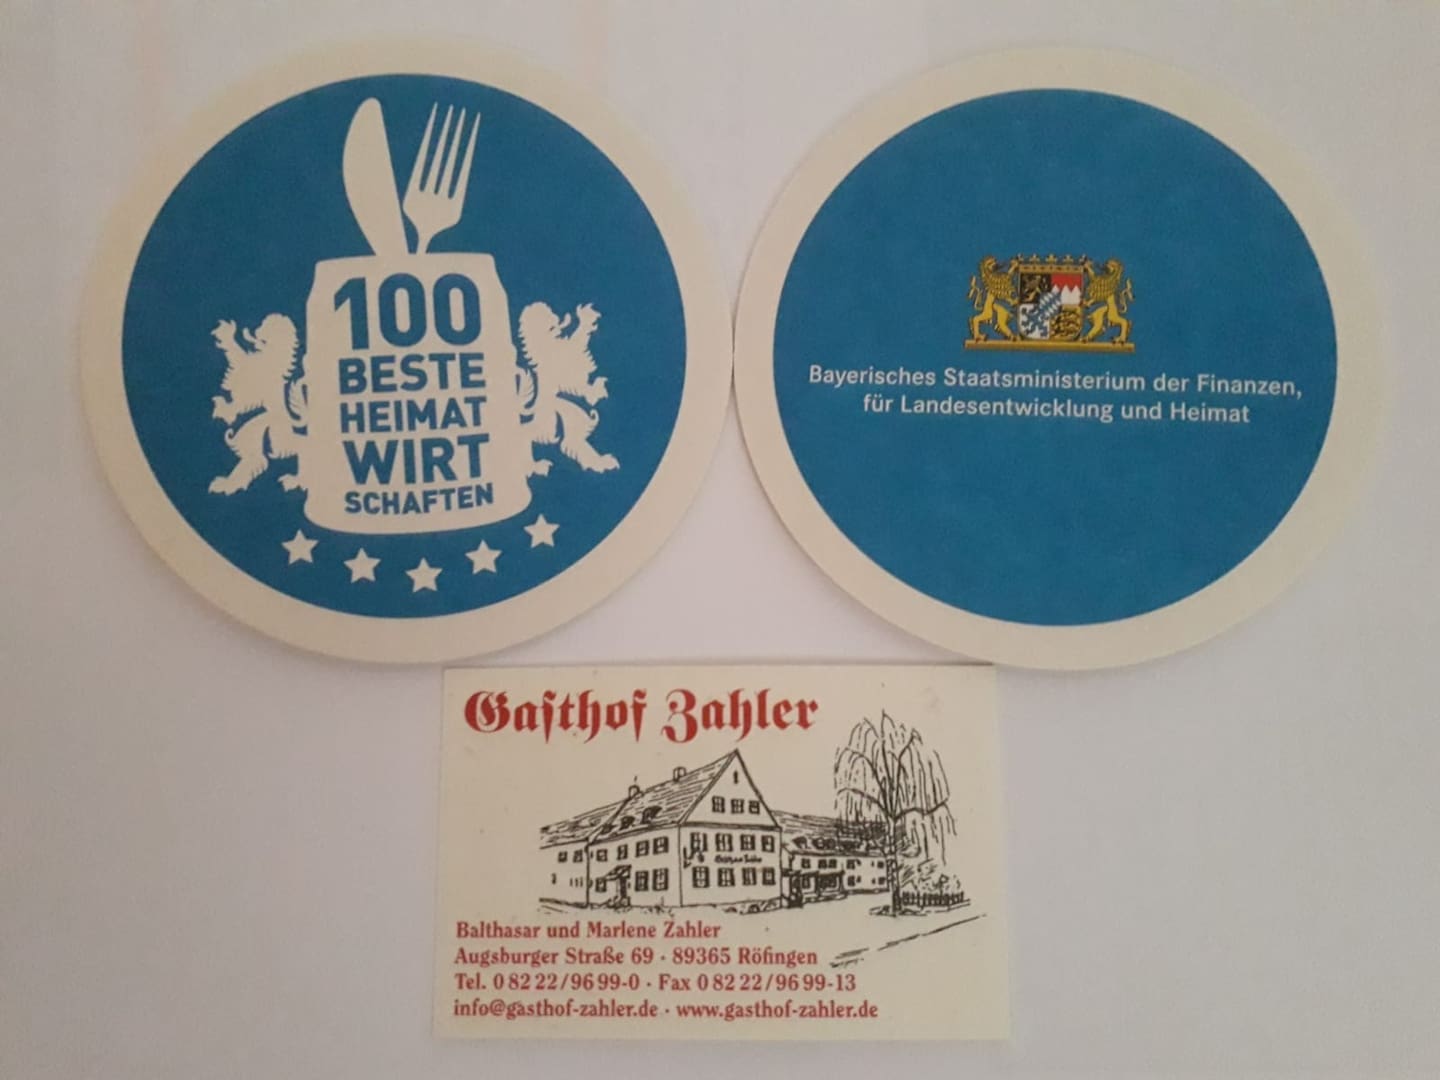 100
BESTE
HEIMAT
WIRT
SCHAFTEN
Bayerisches Staatsministerium der Finanzen,
für Landesentwicklung und Heimat
Gasthof Zahler
Balthasar und Marlene Zahler
Augsburger Straße 69 · 89365 Röfingen
Tel. 0 82 22/96 99-0 · Fax 0 82 22/96 99-13
info@gasthof-zahler.de · www.gasthof-zahler.de